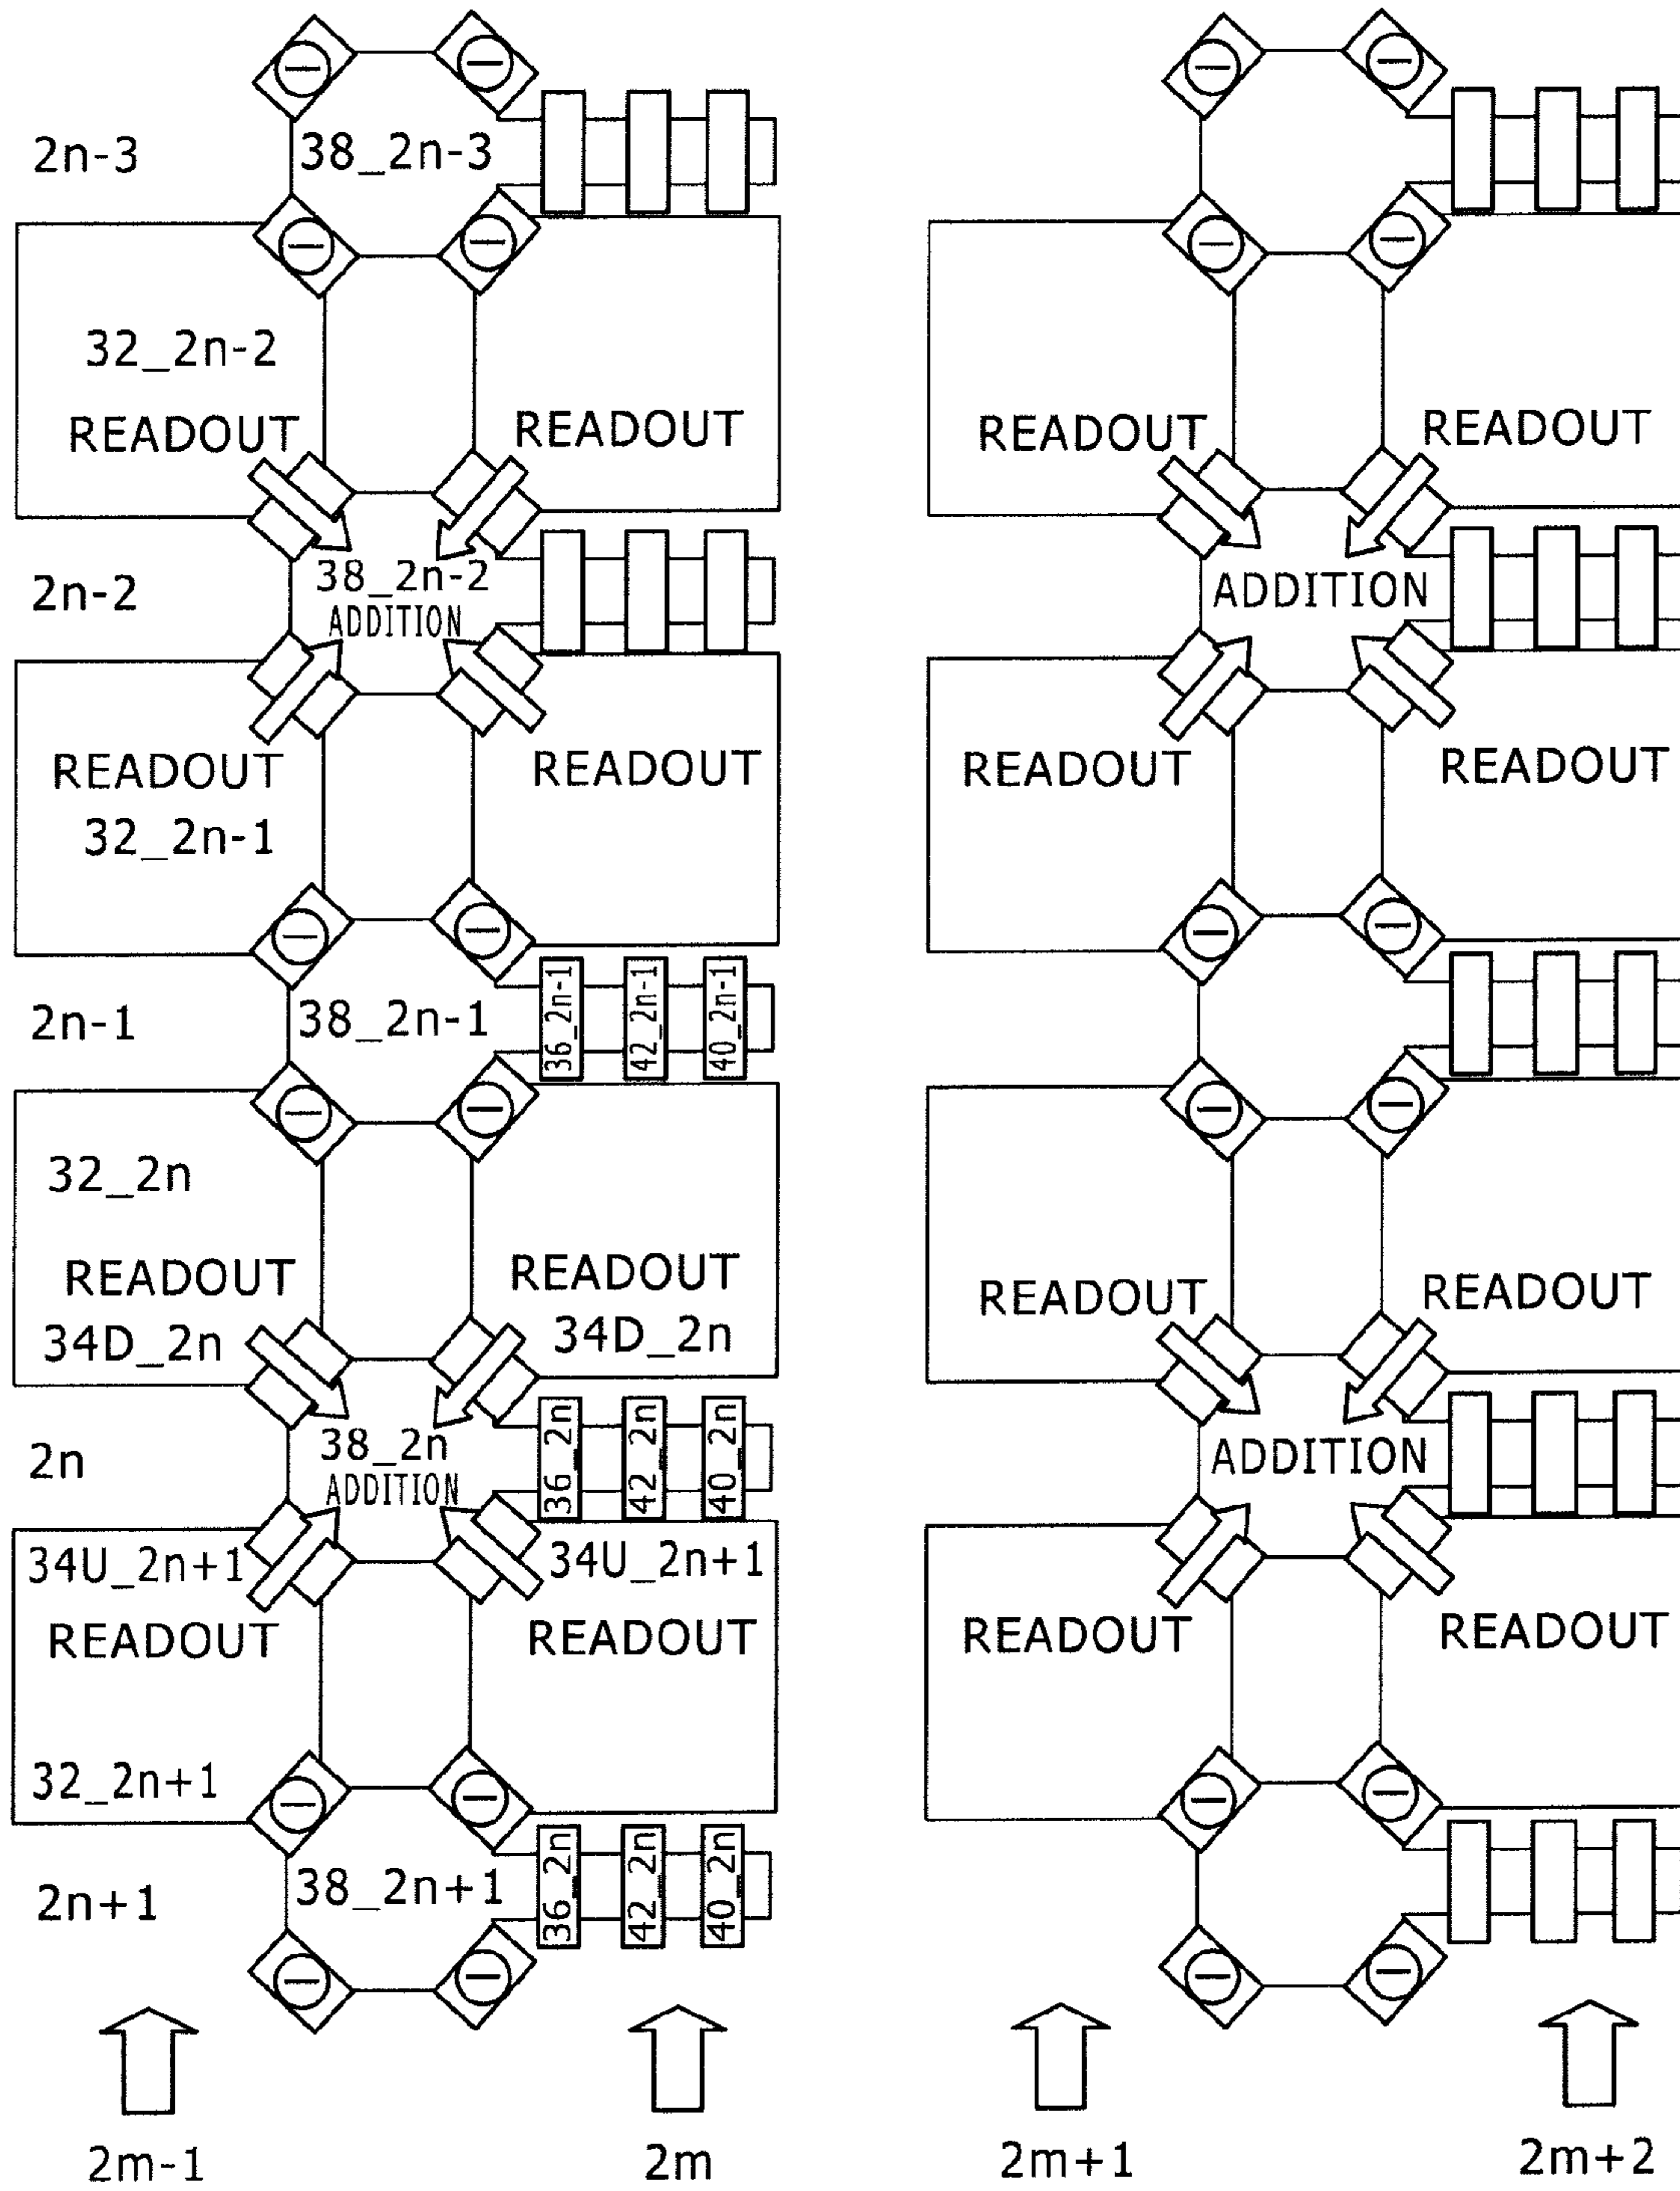 2n-3
38_2n-3
32_2n-2
READOUT READOUT READOUT READOUT
38_2n-2
2n-2
ADDITION
ADDITION
READOUT READOUT READOUT READOUT
32_2n-1
2n-1
38_2n-1
36_2n-1
42_2n-1
40_2n-1
32_2n
READOUT READOUT READOUT READOUT
34D_2n 34D_2n
38_2n
2n
ADDITION
36_2n
42_2n
40_2n
ADDITION
34U_2n+1 34U_2n+1
READOUT READOUT READOUT READOUT
32_2n+1
2n+1
38_2n+1
36_2n
42_2n
40_2n
2m-1 2m 2m+1 2m+2